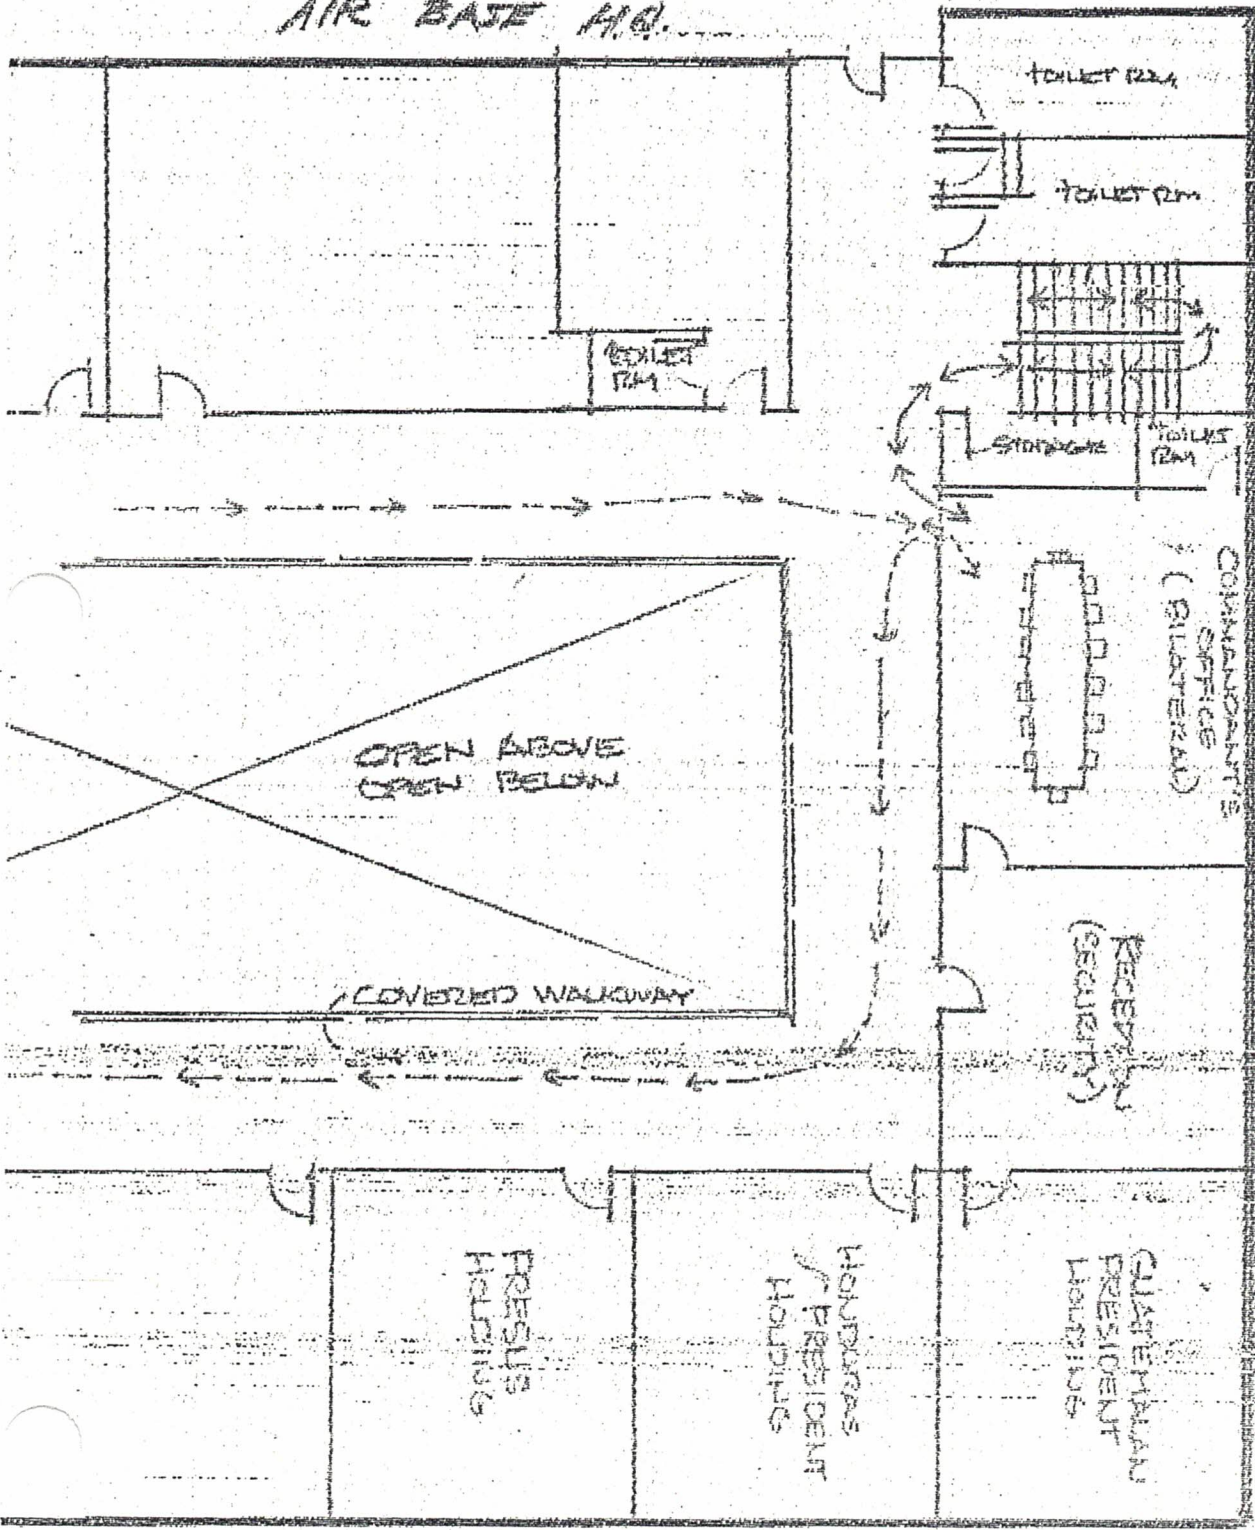 AIR BASE H.Q.
TOILET RM
TOILET RM
TOILET
RM
STORAGE
TOILET
RM
COMMANDANT'S
OFFICE
(BILATERAL)
OPEN ABOVE
OPEN BELOW
COVERED WALKWAY
RECEPTION
(SECURITY)
PRESUS
HOLDING
HONDURAS
PRESIDENT
HOLDING
GUATEMALAN
PRESIDENT
HOLDING